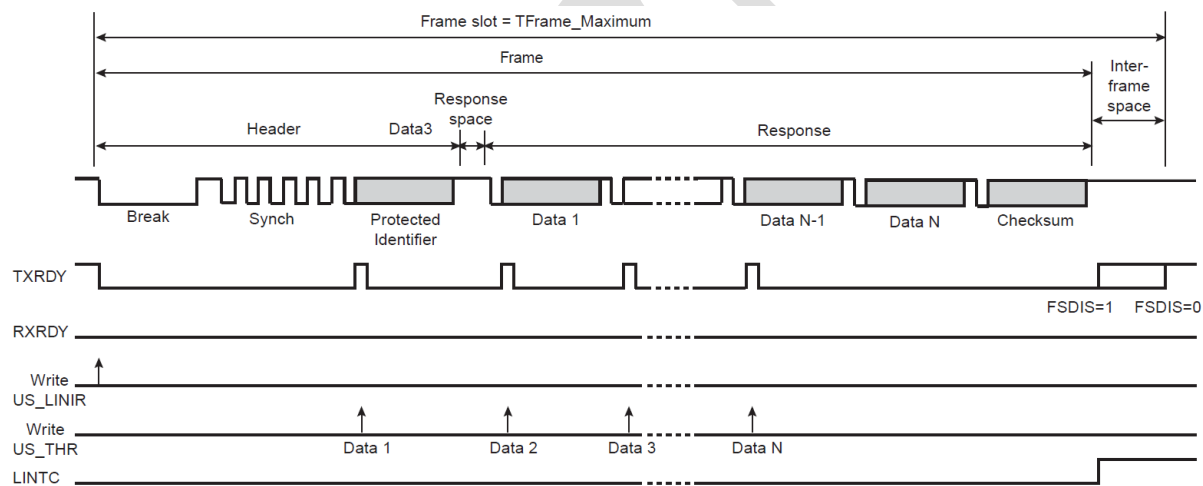 Frame slot = TFrame_Maximum
Frame
Inter-
frame
space
Response
space
Header
Data3
Response
Break
Synch
Protected
Identifier
Data 1
Data N-1
Data N
Checksum
TXRDY
FSDIS=1
FSDIS=0
RXRDY
Write
US_LINIR
Write
US_THR
Data 1
Data 2
Data 3
Data N
LINTC